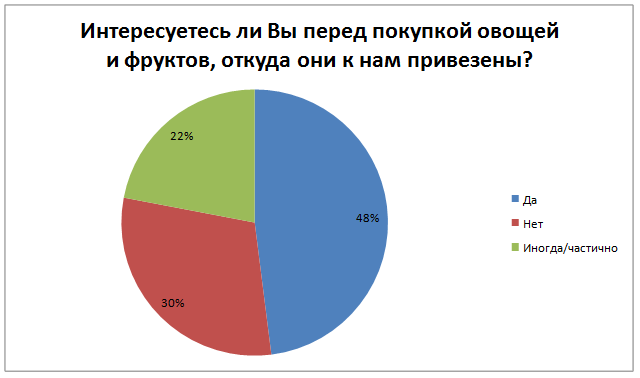 Интересуетесь ли Вы перед покупкой овощей
и фруктов, откуда они к нам привезены?
22%
48%
30%
Да
Нет
Иногда/частично